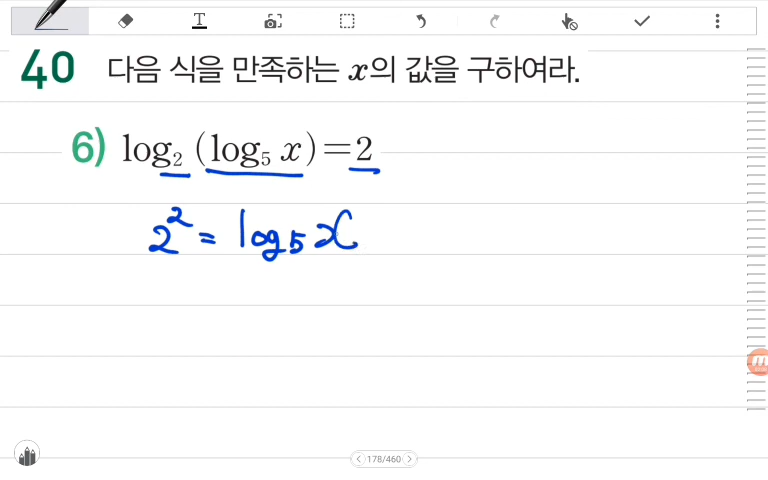 40 다음 식을 만족하는 x의 값을 구하여라.
6) log₂ (log₅ x)=2
2² = log₅ x
178/460